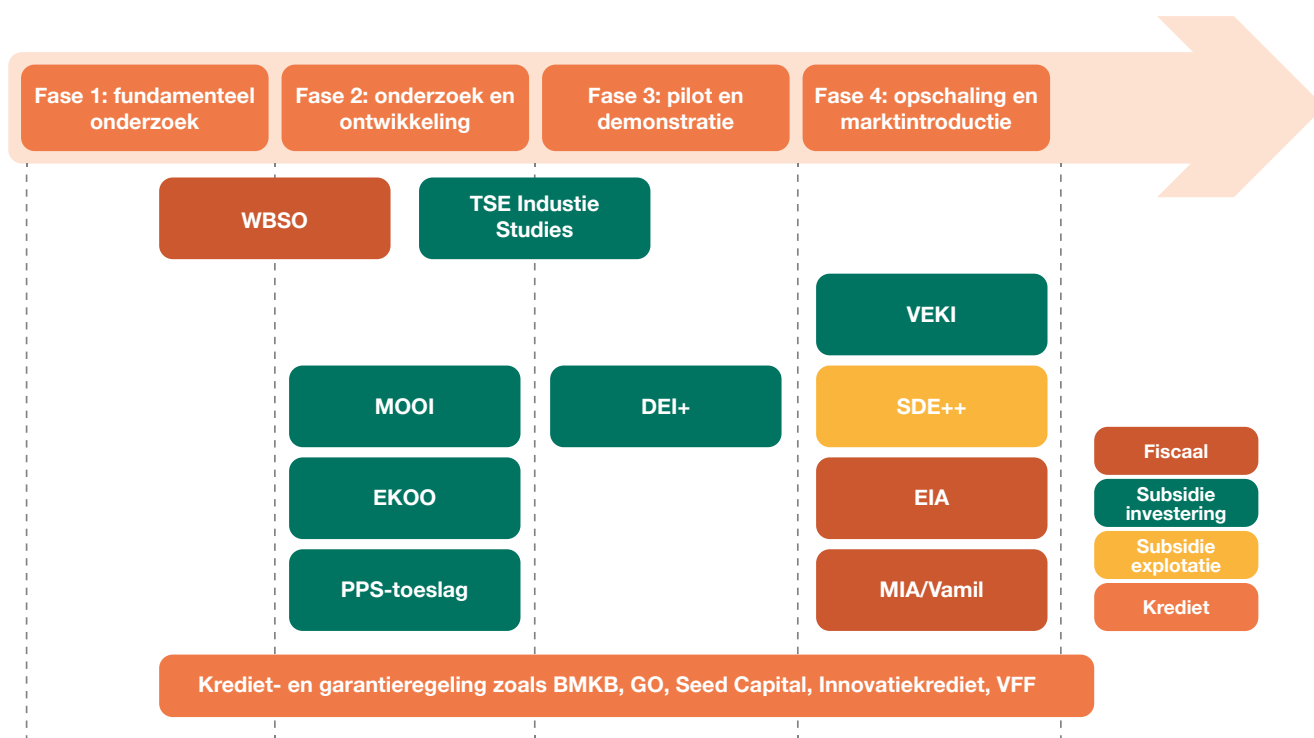 Fase 1: fundamenteel
onderzoek
Fase 2: onderzoek en
ontwikkeling
Fase 3: pilot en
demonstratie
Fase 4: opschaling en
marktintroductie
WBSO
TSE Industie
Studies
VEKI
MOOI
DEI+
SDE++
EKOO
EIA
PPS-toeslag
MIA/Vamil
Fiscaal
Subsidie
investering
Subsidie
explotatie
Krediet
Krediet- en garantieregeling zoals BMKB, GO, Seed Capital, Innovatiekrediet, VFF